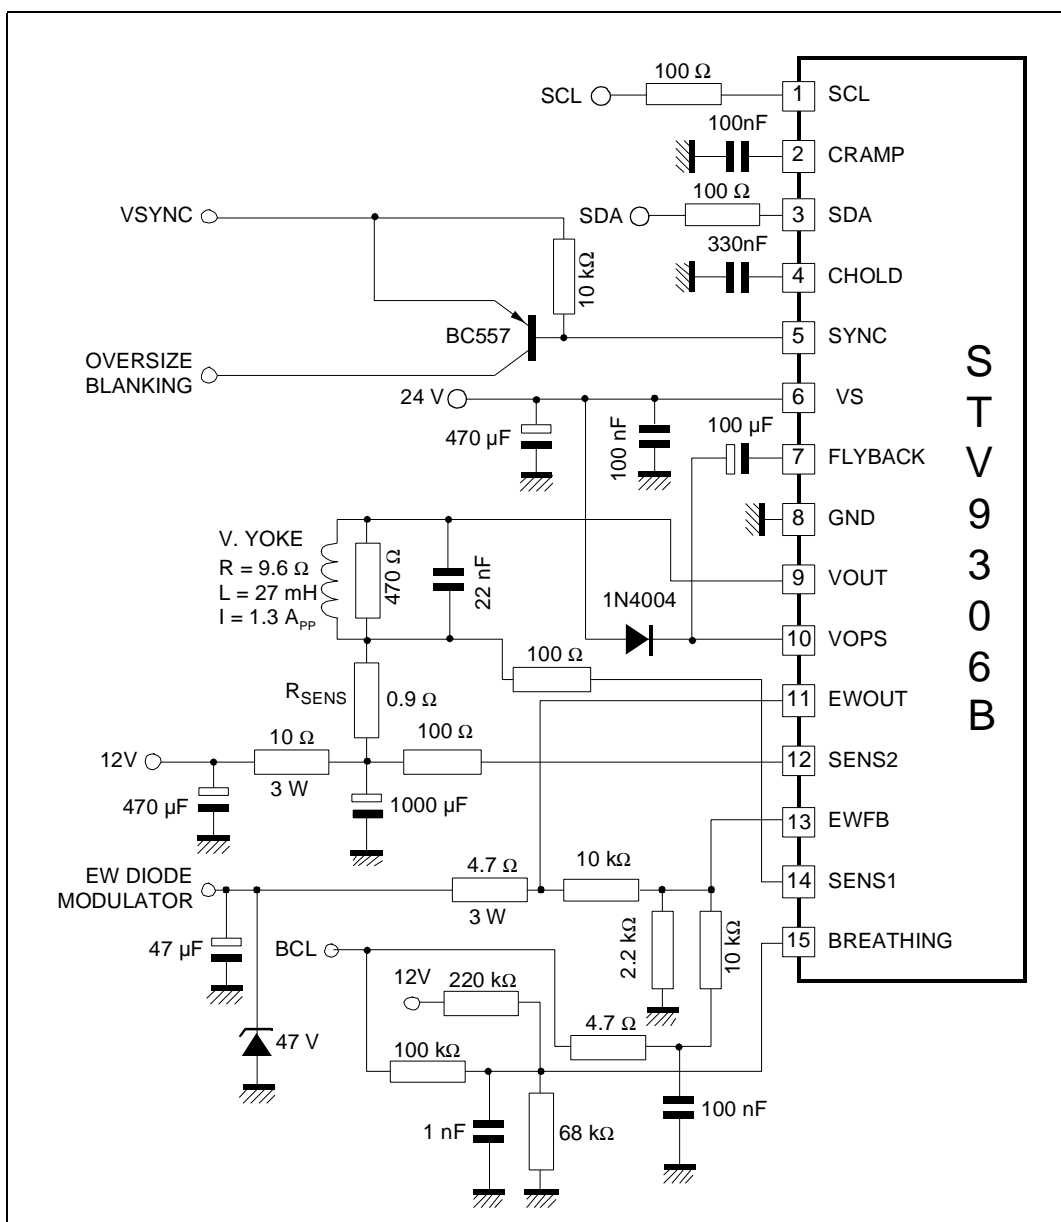 100 Ω
SCL
1 SCL
100nF
2 CRAMP
100 Ω
VSYNC
SDA
3 SDA
330nF
10 kΩ
4 CHOLD
BC557
5 SYNC
OVERSIZE
BLANKING
24 V
6 VS
470 µF
100 nF
100 µF
7 FLYBACK
8 GND
V. YOKE
R = 9.6 Ω
L = 27 mH
I = 1.3 APP
470 Ω
22 nF
9 VOUT
1N4004
10 VOPS
100 Ω
RSENS
0.9 Ω
11 EWOUT
10 Ω
100 Ω
12V
3 W
12 SENS2
470 µF
1000 µF
13 EWFB
4.7 Ω
10 kΩ
EW DIODE
MODULATOR
3 W
14 SENS1
2.2 kΩ
10 kΩ
47 µF
BCL
15 BREATHING
12V
220 kΩ
4.7 Ω
47 V
100 kΩ
100 nF
1 nF
68 kΩ
STV9306B